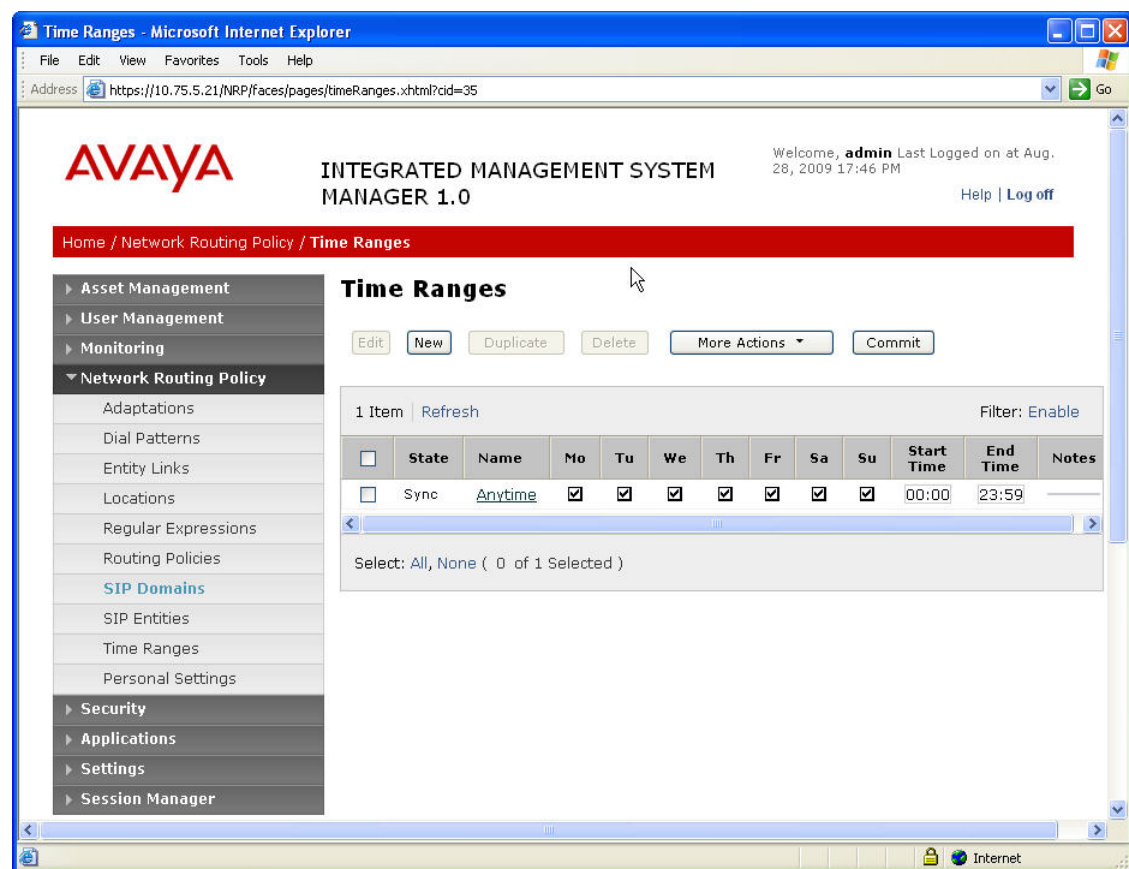 Time Ranges - Microsoft Internet Explorer
File Edit View Favorites Tools Help
Address https://10.75.5.21/NRP/faces/pages/timeRanges.xhtml?cid=35 Go
AVAYA
INTEGRATED MANAGEMENT SYSTEM
MANAGER 1.0
Welcome, admin Last Logged on at Aug.
28, 2009 17:46 PM
Help | Log off
Home / Network Routing Policy / Time Ranges
Asset Management
User Management
Monitoring
Network Routing Policy
Adaptations
Dial Patterns
Entity Links
Locations
Regular Expressions
Routing Policies
SIP Domains
SIP Entities
Time Ranges
Personal Settings
Security
Applications
Settings
Session Manager
Time Ranges
Edit New Duplicate Delete More Actions Commit
1 Item | Refresh Filter: Enable
State Name Mo Tu We Th Fr Sa Su Start Time End Time Notes
Sync Anytime 00:00 23:59
Select: All, None ( 0 of 1 Selected )
Internet